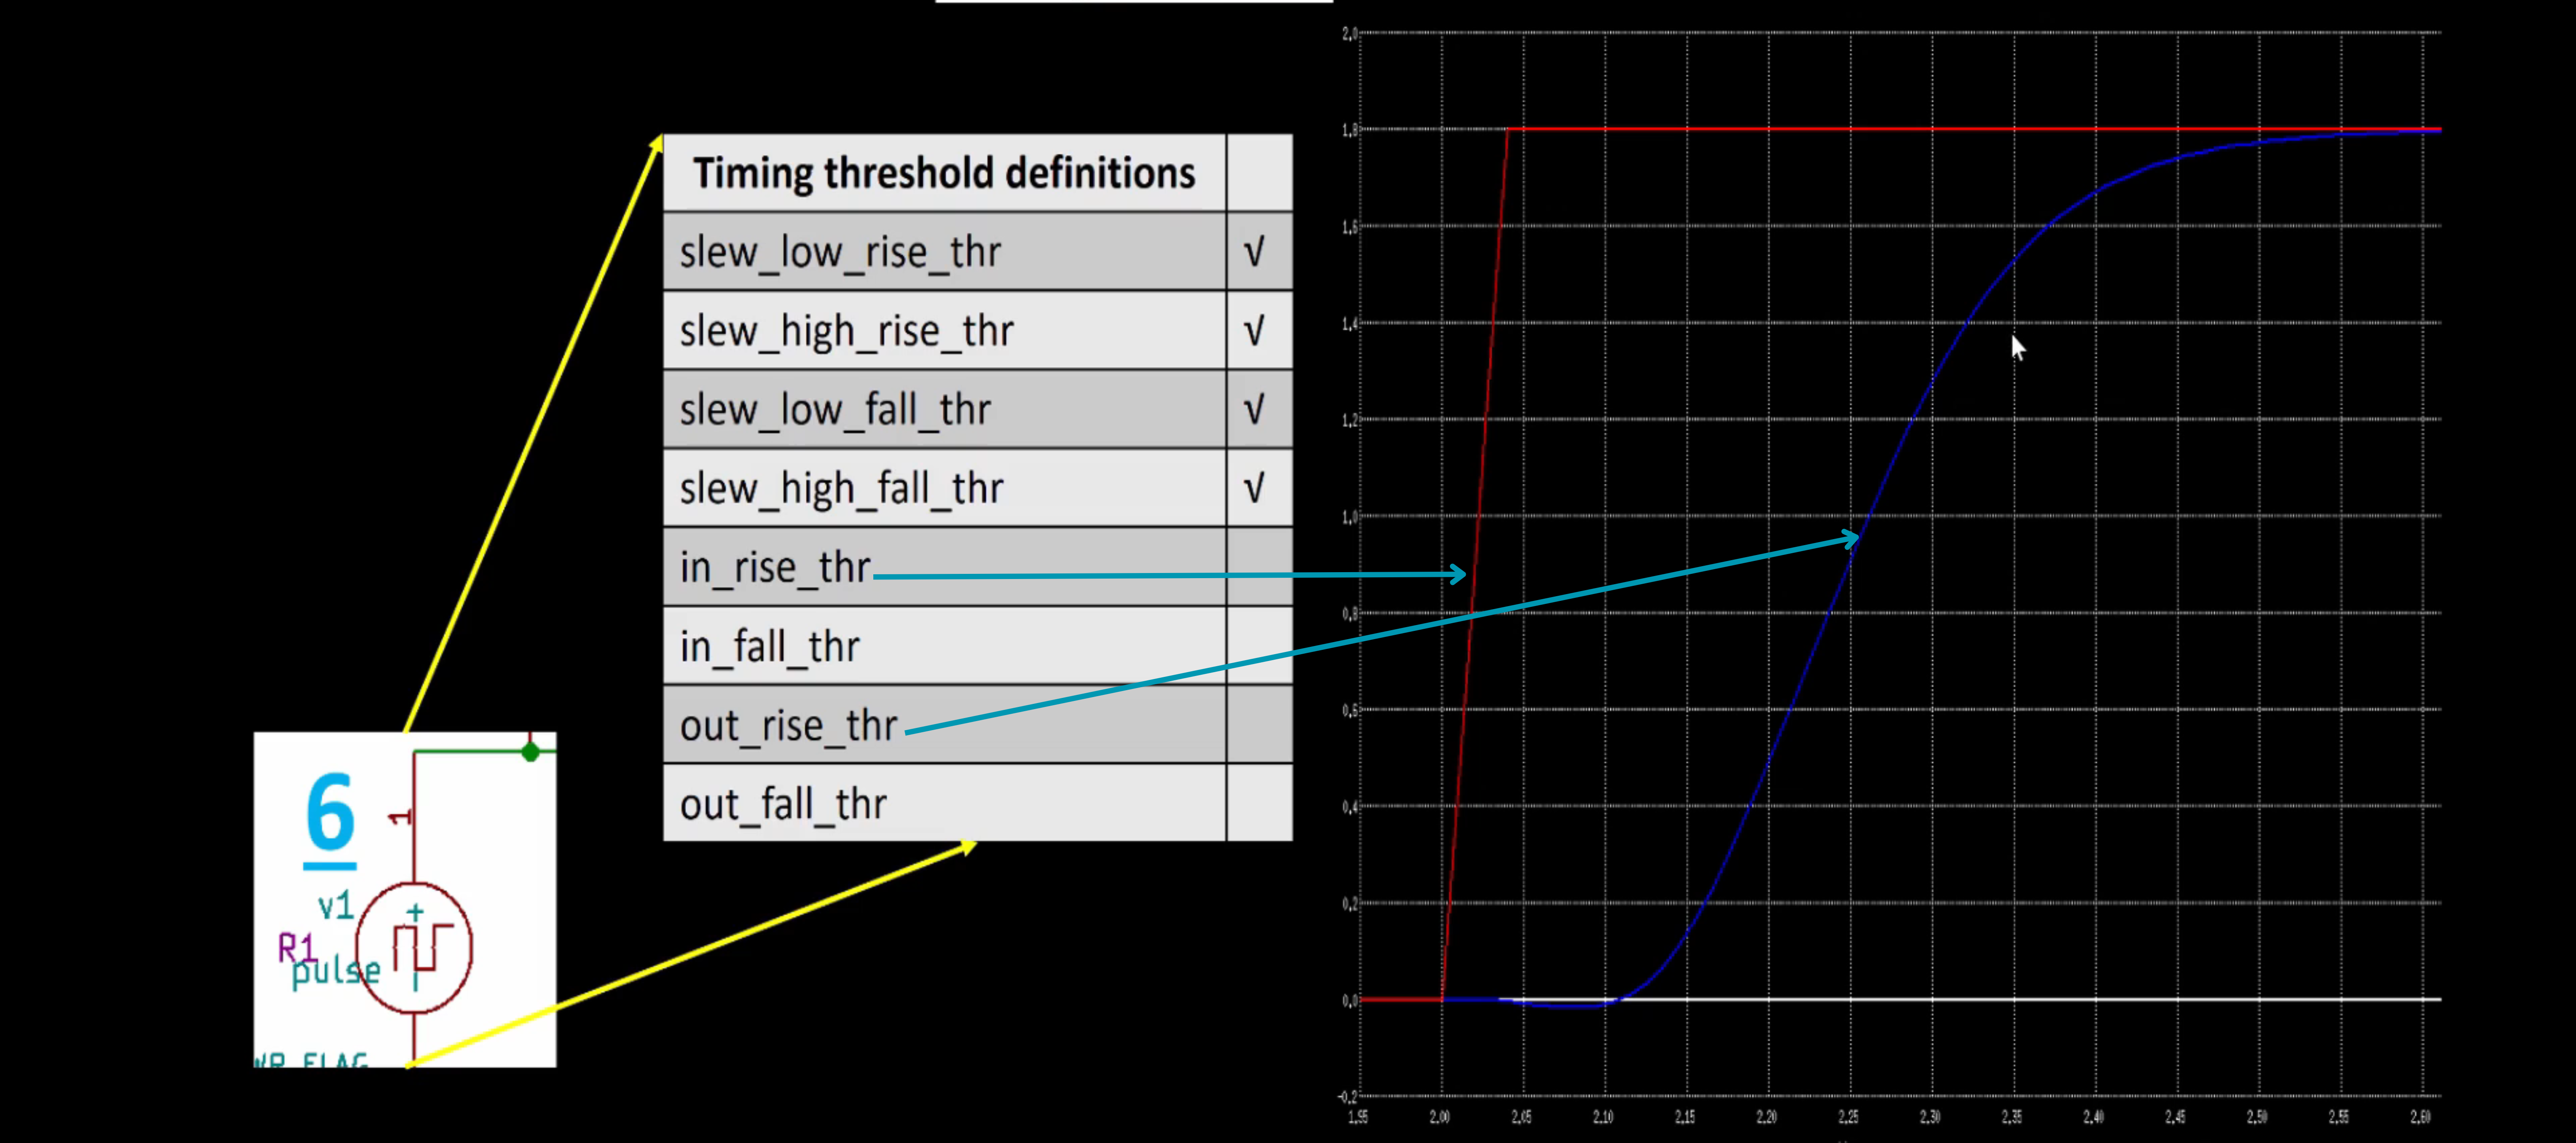 Timing threshold definitions
slew_low_rise_thr √
slew_high_rise_thr √
slew_low_fall_thr √
slew_high_fall_thr √
in_rise_thr
in_fall_thr
out_rise_thr
out_fall_thr
6
1
v1
+
R1
pulse
2.0
1.8
1.6
1.4
1.2
1.0
0.8
0.6
0.4
0.2
0.0
-0.2
1.95 2.00 2.05 2.10 2.15 2.20 2.25 2.30 2.35 2.40 2.45 2.50 2.55 2.60